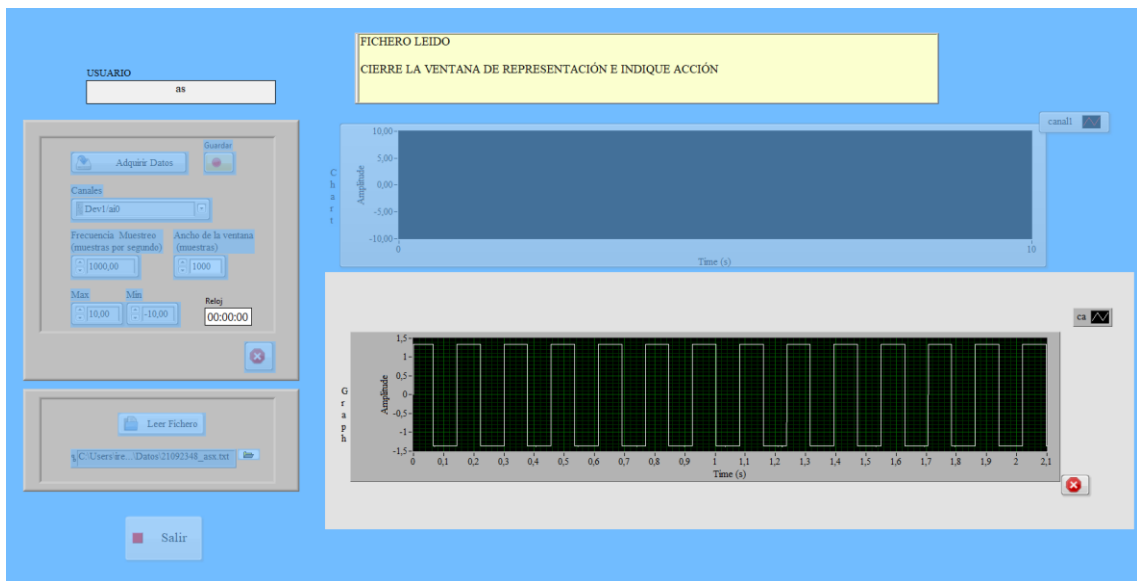 FICHERO LEIDO
CIERRE LA VENTANA DE REPRESENTACIÓN E INDIQUE ACCIÓN
USUARIO
as
Guardar
Adquirir Datos
Canales
Dev1/ai0
Frecuencia Muestreo
(muestras por segundo)
1000,00
Ancho de la ventana
(muestras)
1000
Max
10,00
Min
-10,00
Reloj
00:00:00
Leer Fichero
C:\Users\ire...\Datos\21092348_asx.txt
Salir
canal1
Chart
Amplitude
10,00
5,00
0,00
-5,00
-10,00
0
10
Time (s)
ca
Graph
Amplitude
1,5
1
0,5
0
-0,5
-1
-1,5
0 0,1 0,2 0,3 0,4 0,5 0,6 0,7 0,8 0,9 1 1,1 1,2 1,3 1,4 1,5 1,6 1,7 1,8 1,9 2 2,1
Time (s)